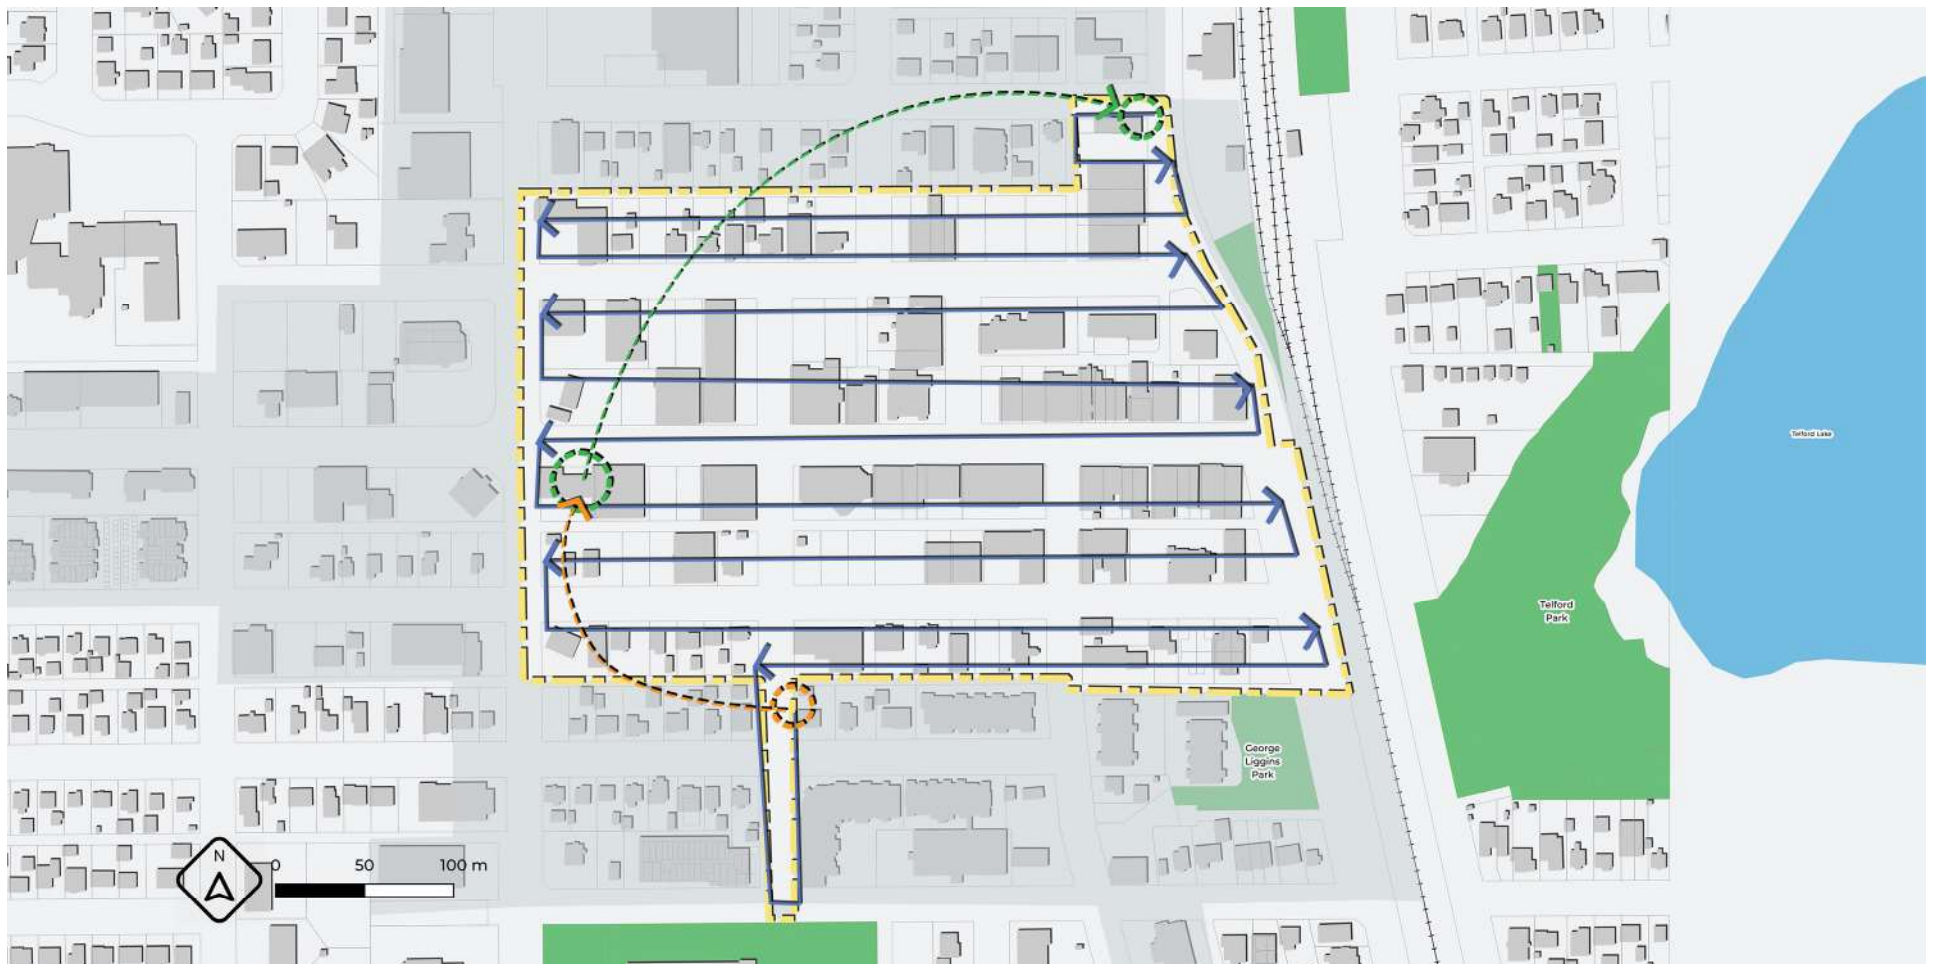 Telford Lake
Telford
Park
George
Liggins
Park
N
0 50 100 m